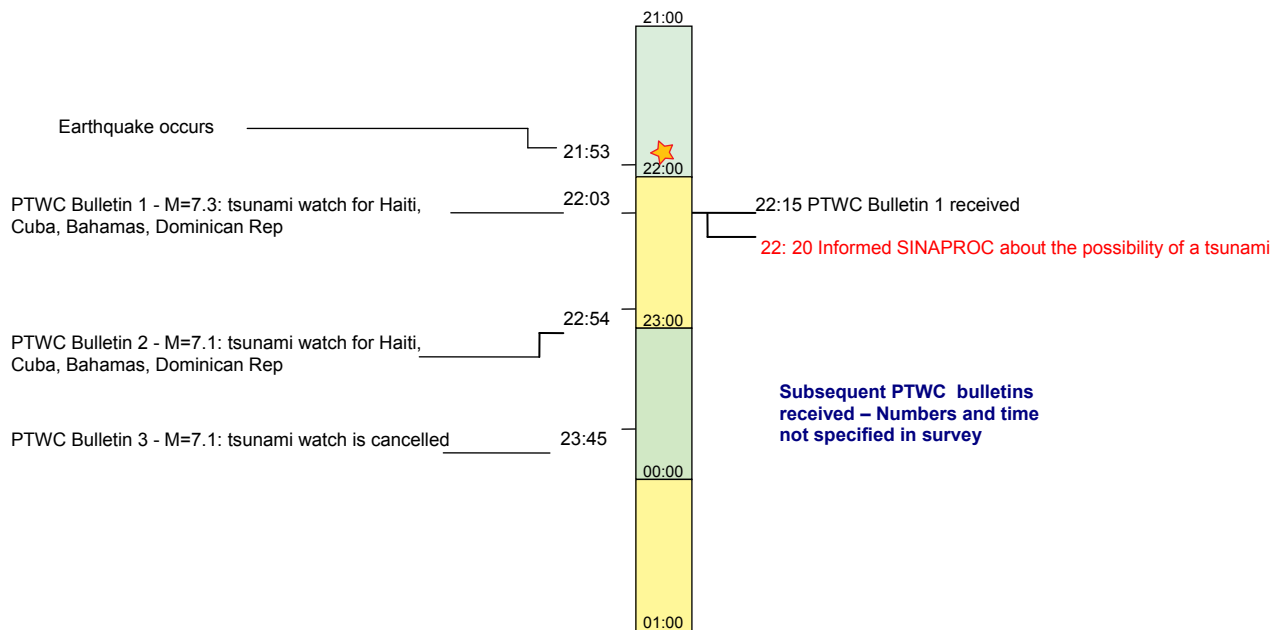 21:00
Earthquake occurs
21:53
22:00
PTWC Bulletin 1 - M=7.3: tsunami watch for Haiti,
Cuba, Bahamas, Dominican Rep
22:03
22:15 PTWC Bulletin 1 received
22: 20 Informed SINAPROC about the possibility of a tsunami
22:54
23:00
PTWC Bulletin 2 - M=7.1: tsunami watch for Haiti,
Cuba, Bahamas, Dominican Rep
Subsequent PTWC bulletins
received – Numbers and time
not specified in survey
PTWC Bulletin 3 - M=7.1: tsunami watch is cancelled
23:45
00:00
01:00